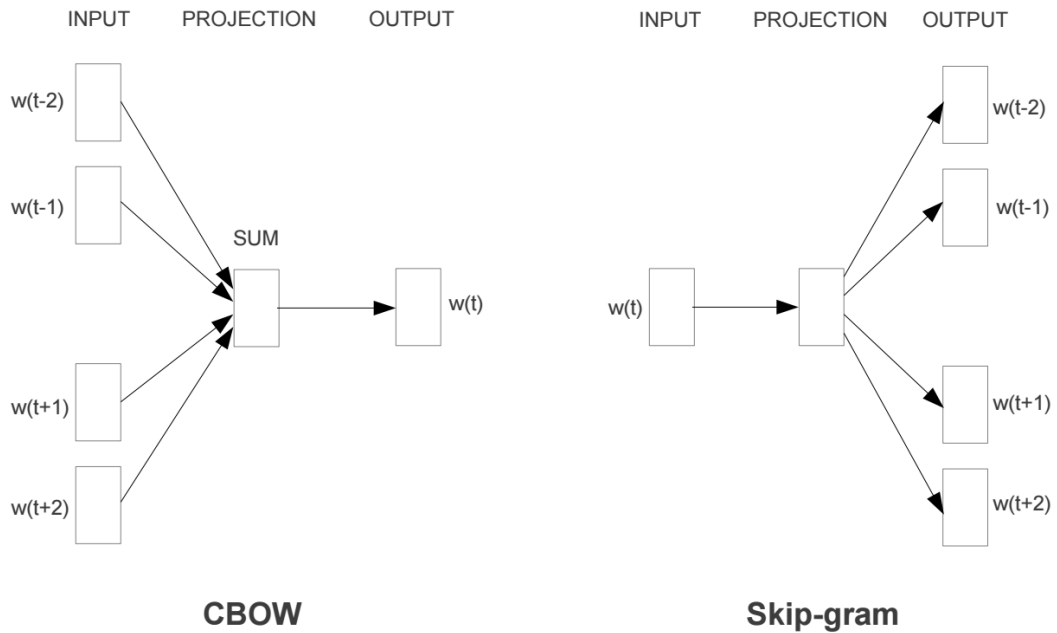 INPUT PROJECTION OUTPUT
w(t-2)
w(t-1)
SUM
w(t)
w(t+1)
w(t+2)
CBOW
INPUT PROJECTION OUTPUT
w(t-2)
w(t-1)
w(t)
w(t+1)
w(t+2)
Skip-gram